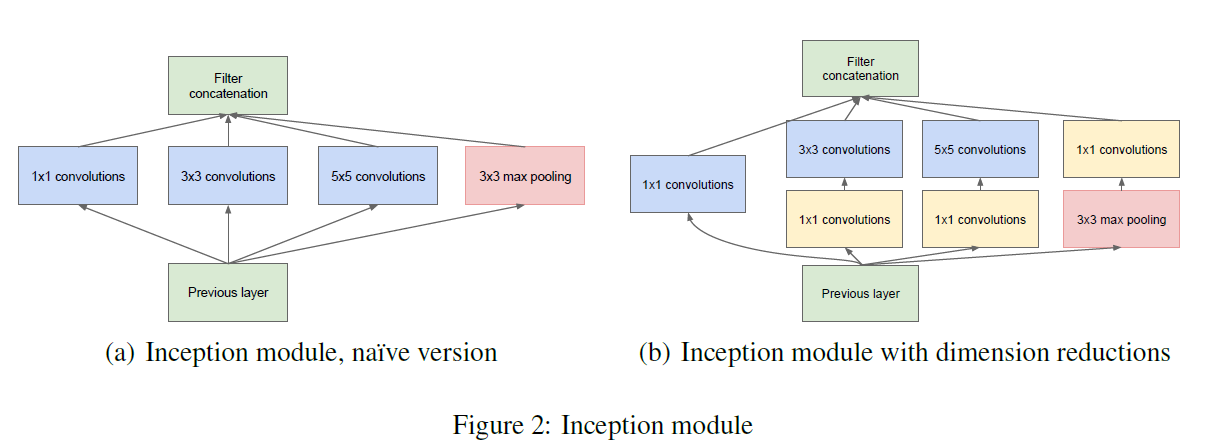 Filter
concatenation
1x1 convolutions
3x3 convolutions
5x5 convolutions
3x3 max pooling
Previous layer
(a) Inception module, naïve version
Filter
concatenation
3x3 convolutions
5x5 convolutions
1x1 convolutions
1x1 convolutions
1x1 convolutions
1x1 convolutions
3x3 max pooling
Previous layer
(b) Inception module with dimension reductions
Figure 2: Inception module